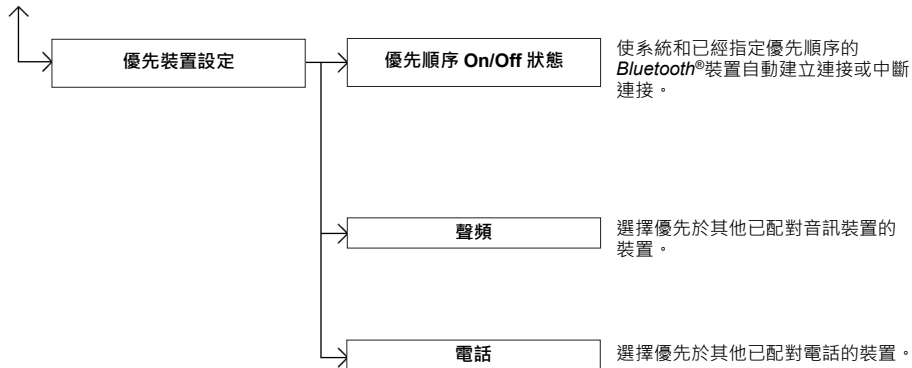 優先裝置設定
優先順序 On/Off 狀態
使系統和已經指定優先順序的
Bluetooth®裝置自動建立連接或中斷
連接。
聲頻
選擇優先於其他已配對音訊裝置的
裝置。
電話
選擇優先於其他已配對電話的裝置。